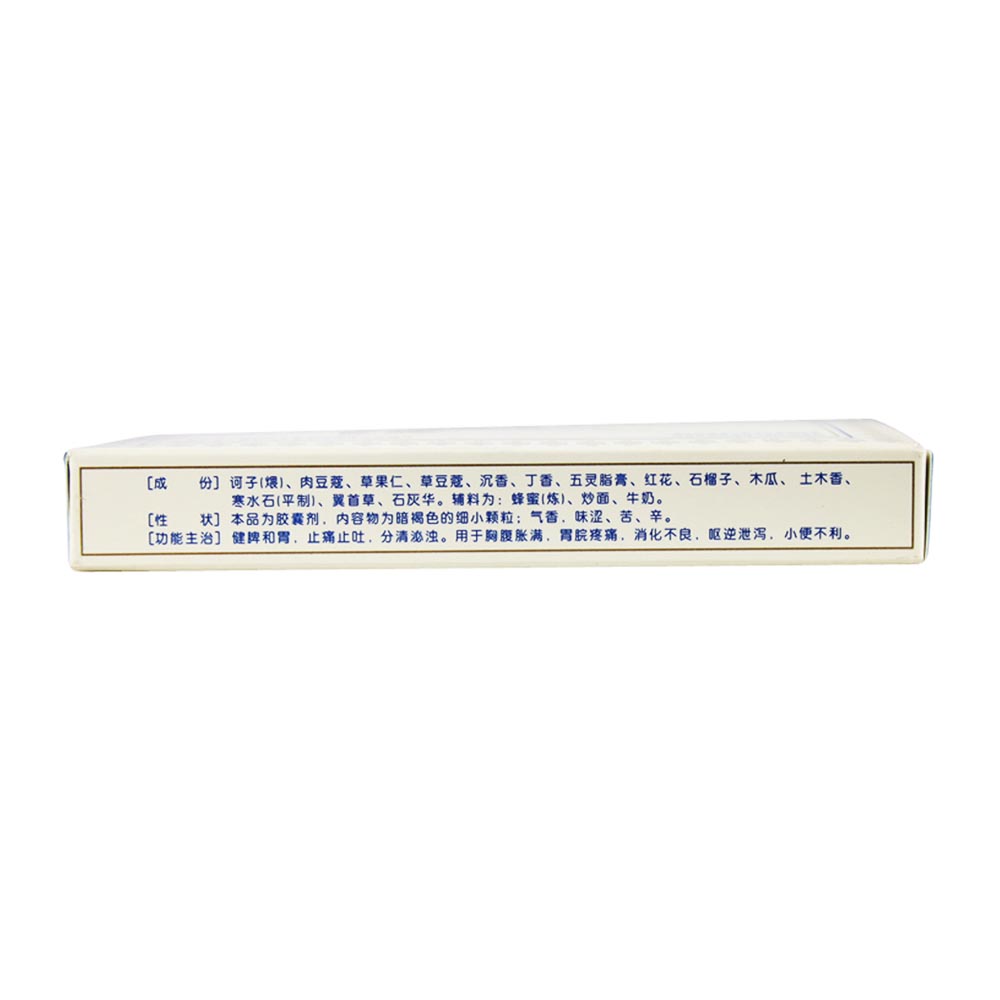 [成 份] 诃子(煨)、肉豆蔻、草果仁、草豆蔻、沉香、丁香、五灵脂膏、红花、石榴子、木瓜、土木香、
寒水石(平制)、翼首草、石灰华。辅料为:蜂蜜(炼)、炒面、牛奶。
[性 状] 本品为胶囊剂,内容物为暗褐色的细小颗粒;气香,味涩、苦、辛。
[功能主治] 健脾和胃,止痛止吐,分清泌浊。用于胸腹胀满,胃脘疼痛,消化不良,呕逆泄泻,小便不利。